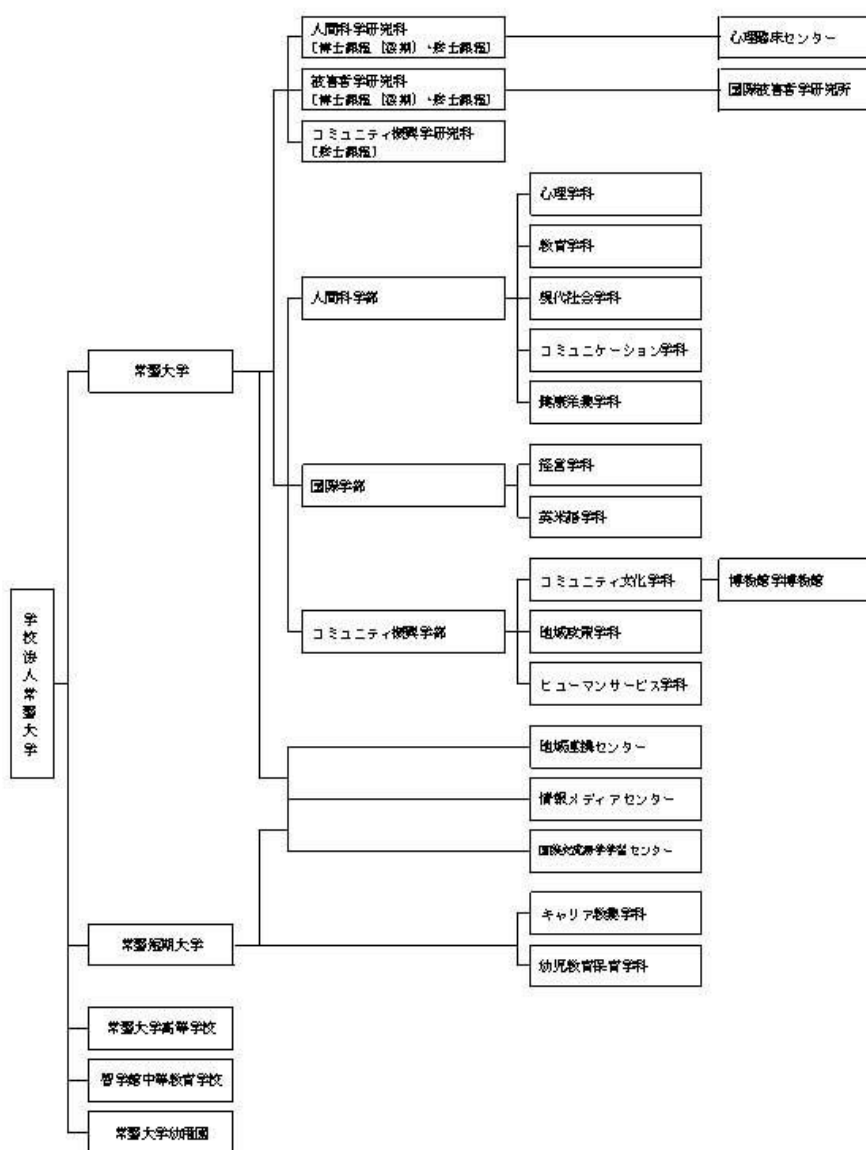 人間科学研究科
[博士課程(後期)・修士課程]
心理臨床センター
被害者学研究科
[博士課程(後期)・修士課程]
国際被害者学研究所
コミュニティ振興学研究科
[修士課程]
心理学科
教育学科
人間科学部
現代社会学科
コミュニケーション学科
常磐大学
健康栄養学科
経営学科
国際学部
英米語学科
コミュニティ文化学科
博物館学博物館
学校法人常磐大学
コミュニティ振興学部
地域政策学科
ヒューマンサービス学科
地域連携センター
情報メディアセンター
センター
キャリア教養学科
常磐短期大学
幼児教育保育学科
常磐大学高等学校
智学館中等教育学校
常磐大学幼稚園